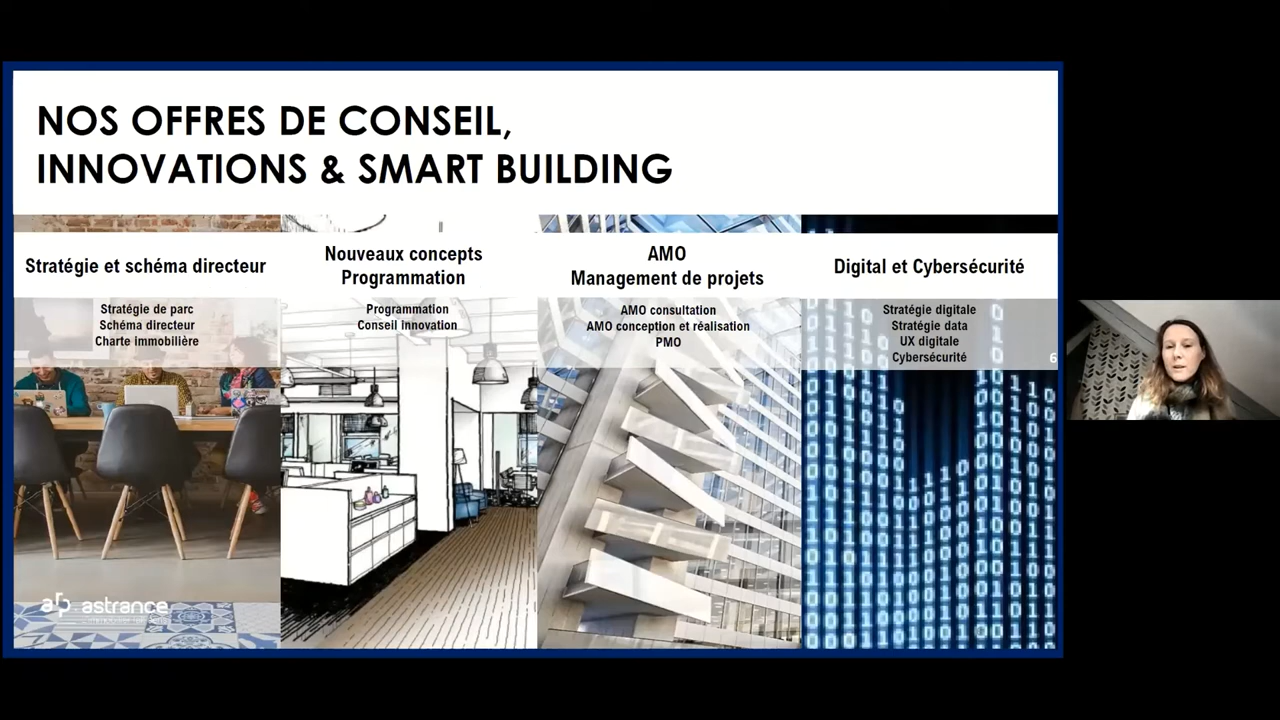 NOS OFFRES DE CONSEIL,
INNOVATIONS & SMART BUILDING
Stratégie et schéma directeur
Stratégie de parc
Schéma directeur
Charte immobilière
Nouveaux concepts
Programmation
Programmation
Conseil innovation
AMO
Management de projets
AMO consultation
AMO conception et réalisation
PMO
Digital et Cybersécurité
Stratégie digitale
Stratégie data
UX digitale
Cybersécurité
6
arp astrance